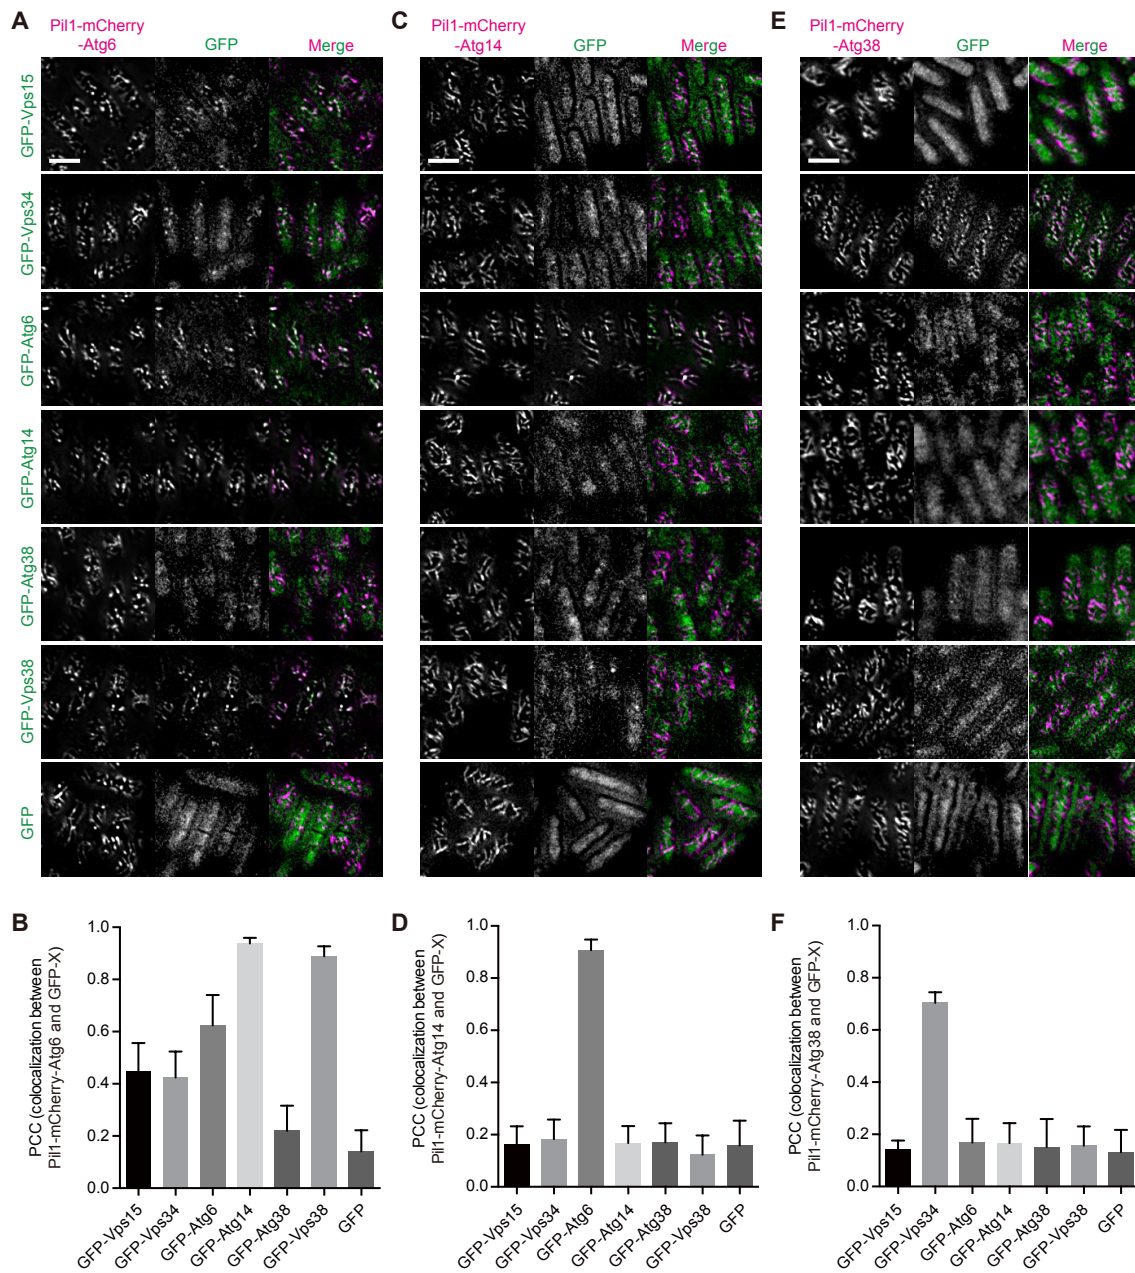 A
Pil1-mCherry
-Atg6
GFP
Merge
C
Pil1-mCherry
-Atg14
GFP
Merge
E
Pil1-mCherry
-Atg38
GFP
Merge
GFP-Vps15
GFP-Vps34
GFP-Atg6
GFP-Atg14
GFP-Atg38
GFP-Vps38
GFP
B
PCC (colocalization between
Pil1-mCherry-Atg6 and GFP-X)
1.0
0.8
0.6
0.4
0.2
0.0
GFP-Vps15
GFP-Vps34
GFP-Atg6
GFP-Atg14
GFP-Atg38
GFP-Vps38
GFP
D
PCC (colocalization between
Pil1-mCherry-Atg14 and GFP-X)
1.0
0.8
0.6
0.4
0.2
0.0
GFP-Vps15
GFP-Vps34
GFP-Atg6
GFP-Atg14
GFP-Atg38
GFP-Vps38
GFP
F
PCC (colocalization between
Pil1-mCherry-Atg38 and GFP-X)
1.0
0.8
0.6
0.4
0.2
0.0
GFP-Vps15
GFP-Vps34
GFP-Atg6
GFP-Atg14
GFP-Atg38
GFP-Vps38
GFP